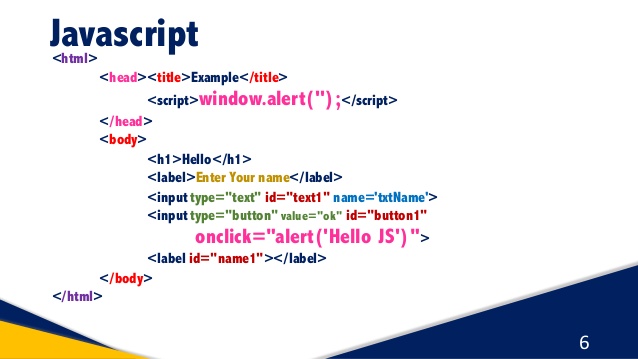 Javascript
<html>
<head><title>Example</title>
<script>window.alert('') ;</script>
</head>
<body>
<h1>Hello</h1>
<label>Enter Your name</label>
<input type="text" id="text1" name='txtName'>
<input type="button" value="ok" id="button1"
onclick="alert('Hello JS')">
<label id="name1"></label>
</body>
</html>
6